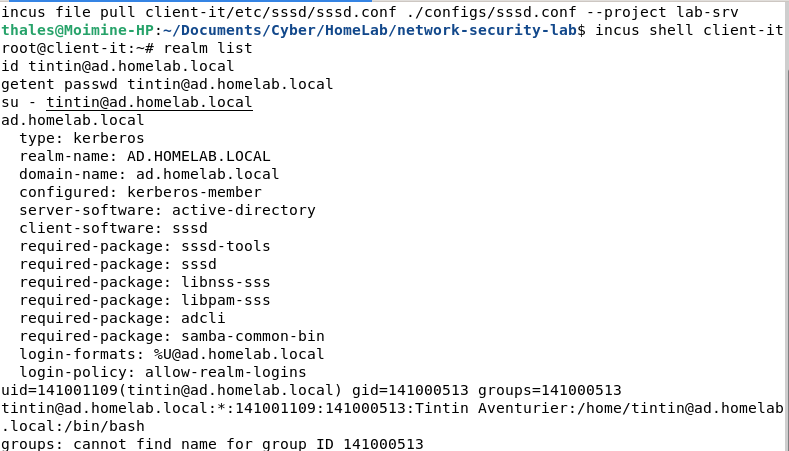 incus file pull client-it/etc/sssd/sssd.conf ./configs/sssd.conf --project lab-srv
thales@Moimine-HP:~/Documents/Cyber/HomeLab/network-security-lab$ incus shell client-it
root@client-it:~# realm list
id tintin@ad.homelab.local
getent passwd tintin@ad.homelab.local
su - tintin@ad.homelab.local
ad.homelab.local
  type: kerberos
  realm-name: AD.HOMELAB.LOCAL
  domain-name: ad.homelab.local
  configured: kerberos-member
  server-software: active-directory
  client-software: sssd
  required-package: sssd-tools
  required-package: sssd
  required-package: libnss-sss
  required-package: libpam-sss
  required-package: adcli
  required-package: samba-common-bin
  login-formats: %U@ad.homelab.local
  login-policy: allow-realm-logins
uid=141001109(tintin@ad.homelab.local) gid=141000513 groups=141000513
tintin@ad.homelab.local:*:141001109:141000513:Tintin Aventurier:/home/tintin@ad.homelab
.local:/bin/bash
groups: cannot find name for group ID 141000513